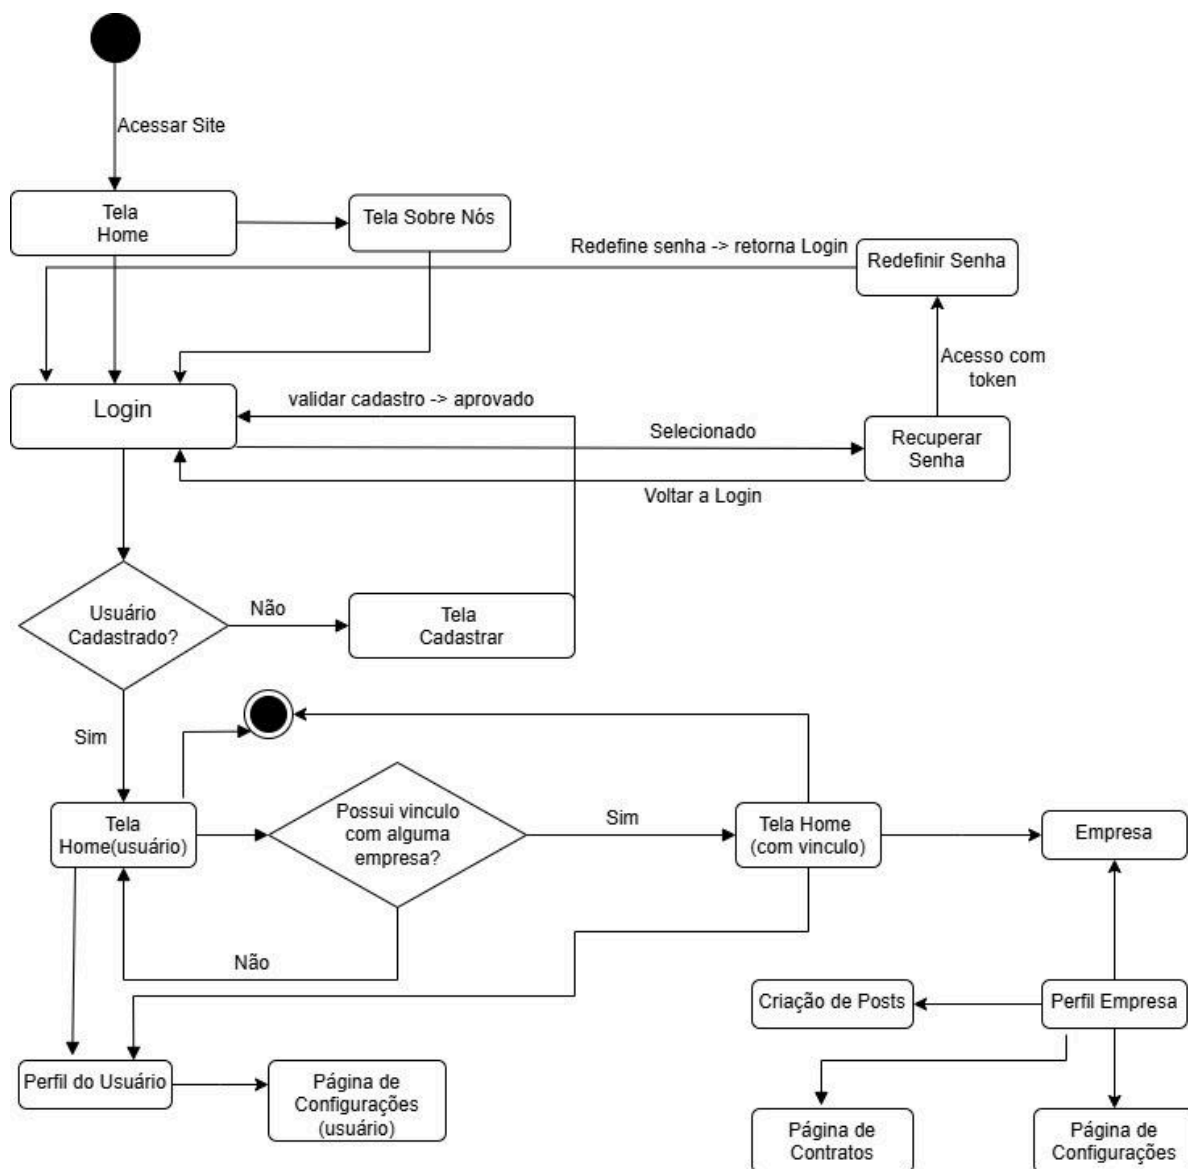 Acessar Site
Tela
Home
Tela Sobre Nós
Redefine senha -> retorna Login
Redefinir Senha
Acesso com
token
Login
validar cadastro -> aprovado
Selecionado
Recuperar
Senha
Voltar a Login
Usuário
Cadastrado?
Não
Tela
Cadastrar
Sim
Tela
Home(usuário)
Possui vinculo
com alguma
empresa?
Sim
Tela Home
(com vinculo)
Empresa
Não
Criação de Posts
Perfil Empresa
Perfil do Usuário
Página de
Configurações
(usuário)
Página de
Contratos
Página de
Configurações